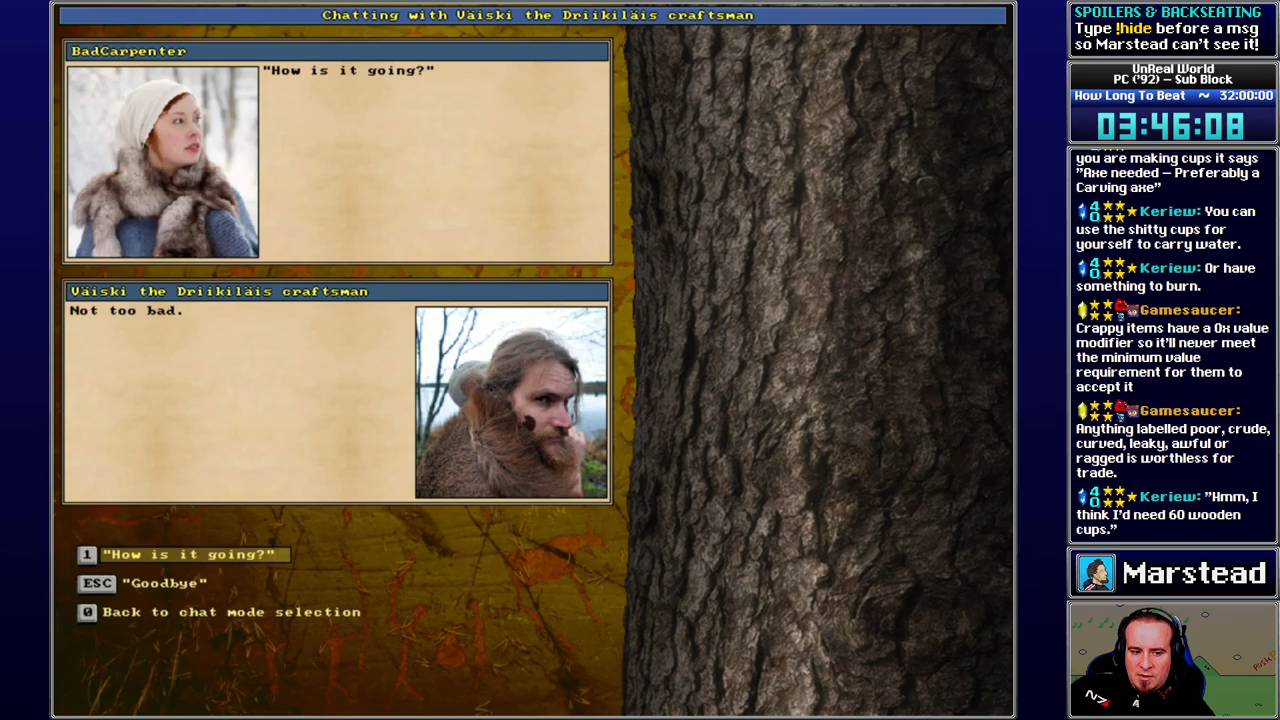 Chatting with Väiski the Driikiläis craftsman
BadCarpenter
"How is it going?"
Väiski the Driikiläis craftsman
Not too bad.
1 "How is it going?"
ESC "Goodbye"
0 Back to chat mode selection
SPOILERS & BACKSEATING
Type !hide before a msg
so Marstead can't see it!
UnReal World
PC ('92) – Sub Block
How Long To Beat ~ 32:00:00
03:46:08
you are making cups it says
"Axe needed – Preferably a
Carving axe"
Keriew: You can
use the shitty cups for
yourself to carry water.
Keriew: Or have
something to burn.
Gamesaucer:
Crappy items have a 0x value
modifier so it'll never meet
the minimum value
requirement for them to
accept it
Gamesaucer:
Anything labelled poor, crude,
curved, leaky, awful or
ragged is worthless for
trade.
Keriew: "Hmm, I
think I'd need 60 wooden
cups."
Marstead